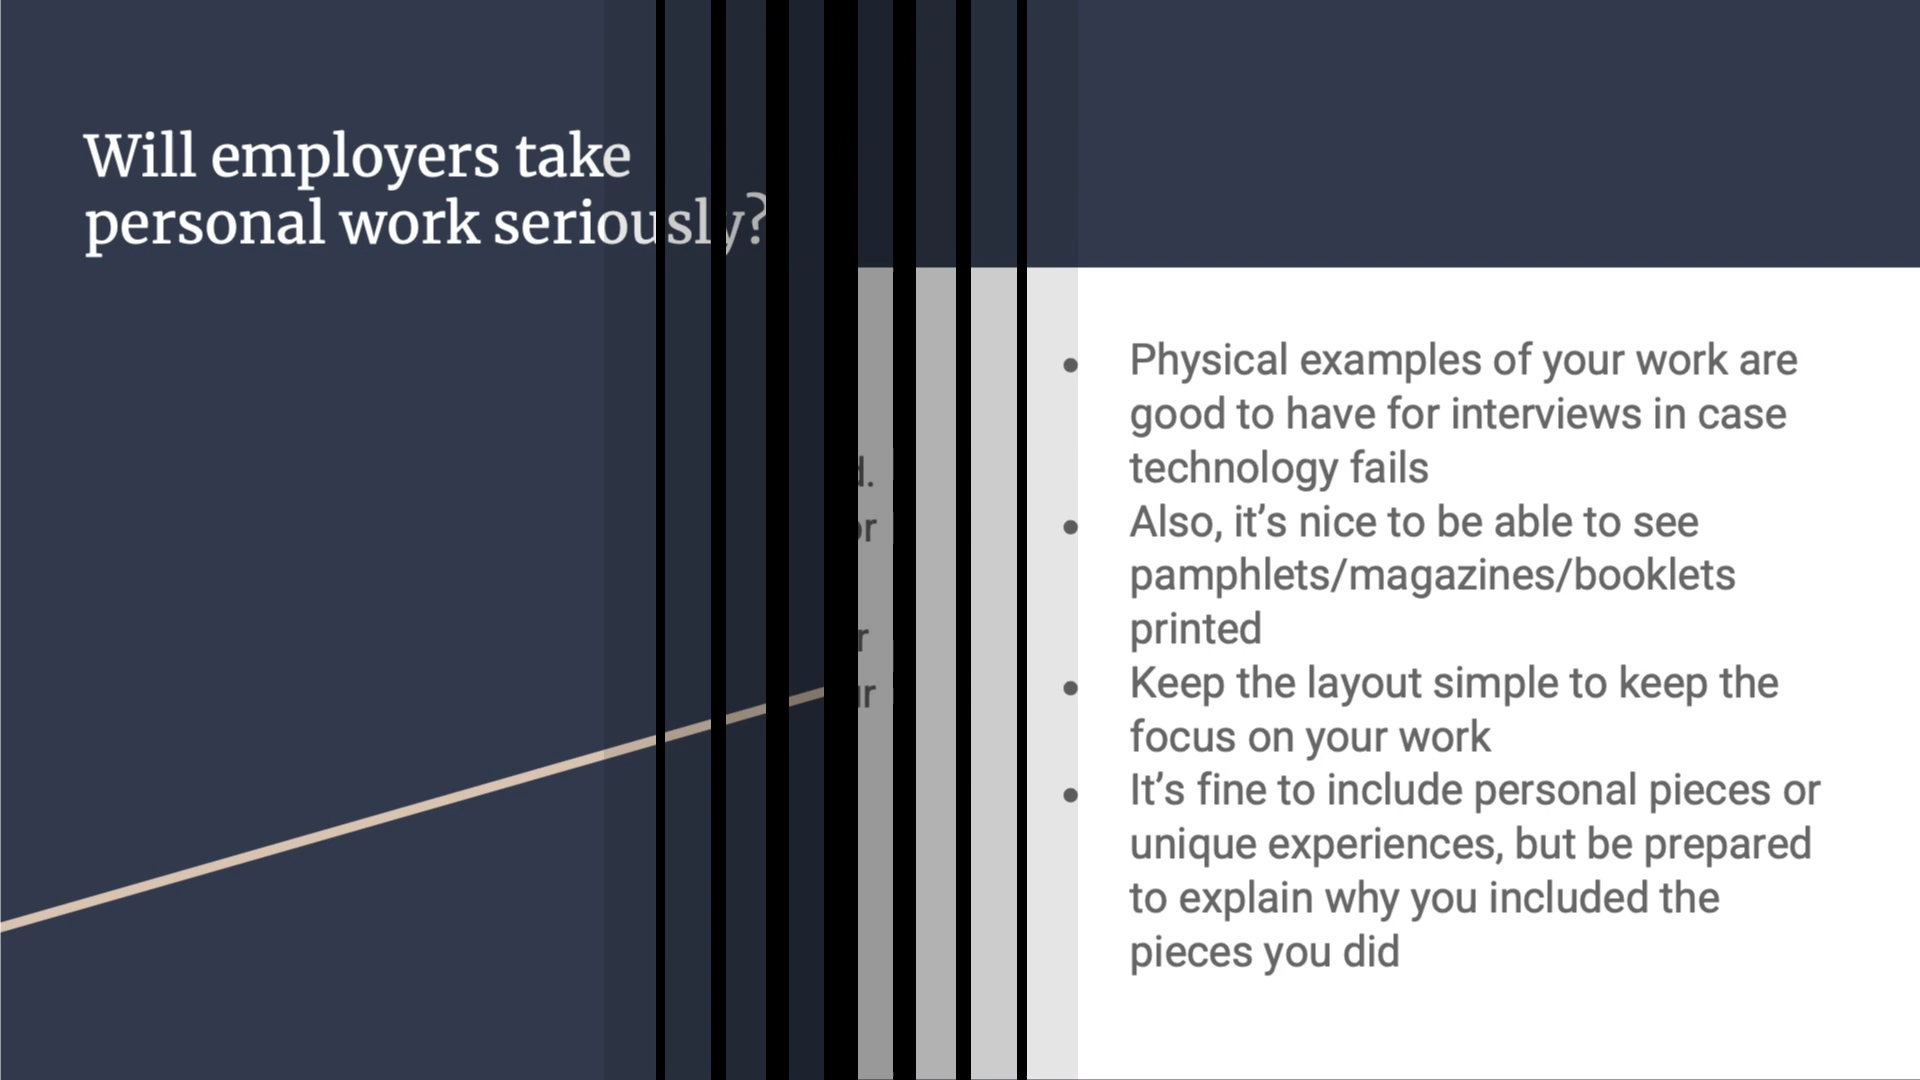 Will employers take
personal work seriously?
• Physical examples of your work are
good to have for interviews in case
technology fails
• Also, it’s nice to be able to see
pamphlets/magazines/booklets
printed
• Keep the layout simple to keep the
focus on your work
• It’s fine to include personal pieces or
unique experiences, but be prepared
to explain why you included the
pieces you did